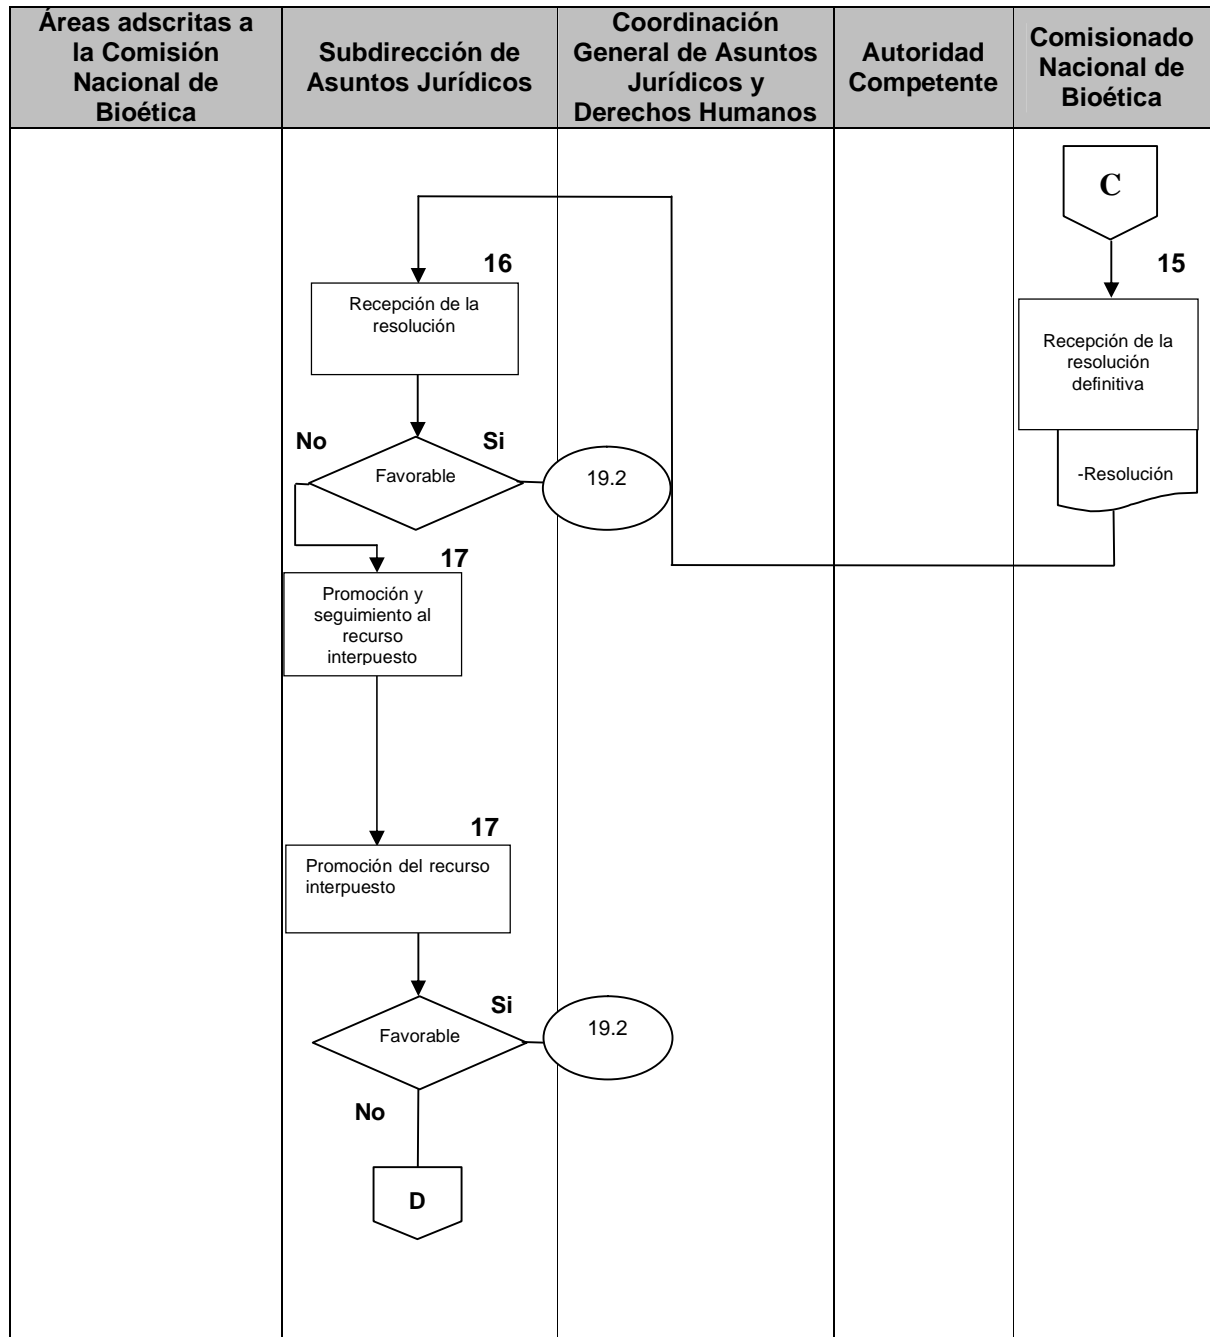 Áreas adscritas a
la Comisión
Nacional de
Bioética
Subdirección de
Asuntos Jurídicos
Coordinación
General de Asuntos
Jurídicos y
Derechos Humanos
Autoridad
Competente
Comisionado
Nacional de
Bioética
C
15
Recepción de la
resolución
definitiva
-Resolución
16
Recepción de la
resolución
No
Si
Favorable
19.2
17
Promoción y
seguimiento al
recurso
interpuesto
17
Promoción del recurso
interpuesto
Si
Favorable
19.2
No
D